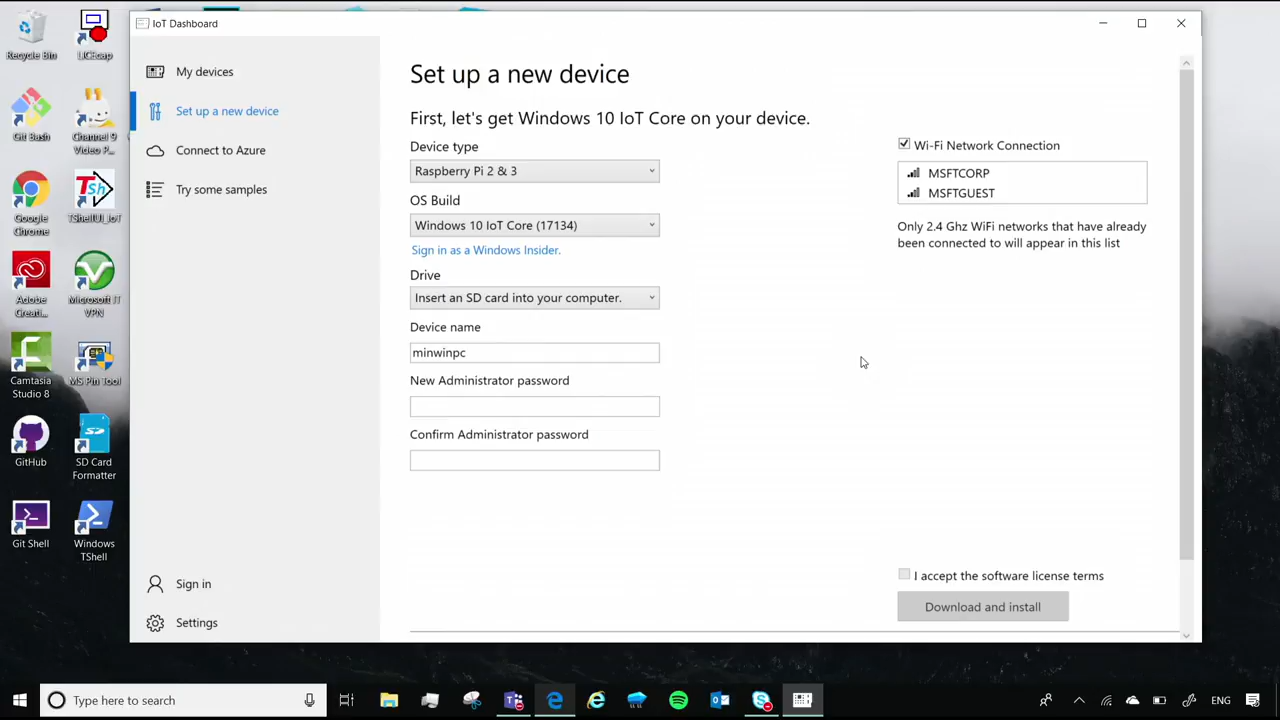 IoT Dashboard
Recycle Bin
LICEcap
Git Bash
Channel 9
Video P...
Google
Chrome
TShellUI_IoT
Adobe
Creati...
Microsoft IT
VPN
Camtasia
Studio 8
MS Pin Tool
GitHub
SD Card
Formatter
Git Shell
Windows
TShell
My devices
Set up a new device
Connect to Azure
Try some samples
Sign in
Settings
Set up a new device
First, let's get Windows 10 IoT Core on your device.
Device type
Raspberry Pi 2 & 3
OS Build
Windows 10 IoT Core (17134)
Sign in as a Windows Insider.
Drive
Insert an SD card into your computer.
Device name
minwinpc
New Administrator password
Confirm Administrator password
Wi-Fi Network Connection
MSFTCORP
MSFTGUEST
Only 2.4 Ghz WiFi networks that have already
been connected to will appear in this list
I accept the software license terms
Download and install
Type here to search
ENG